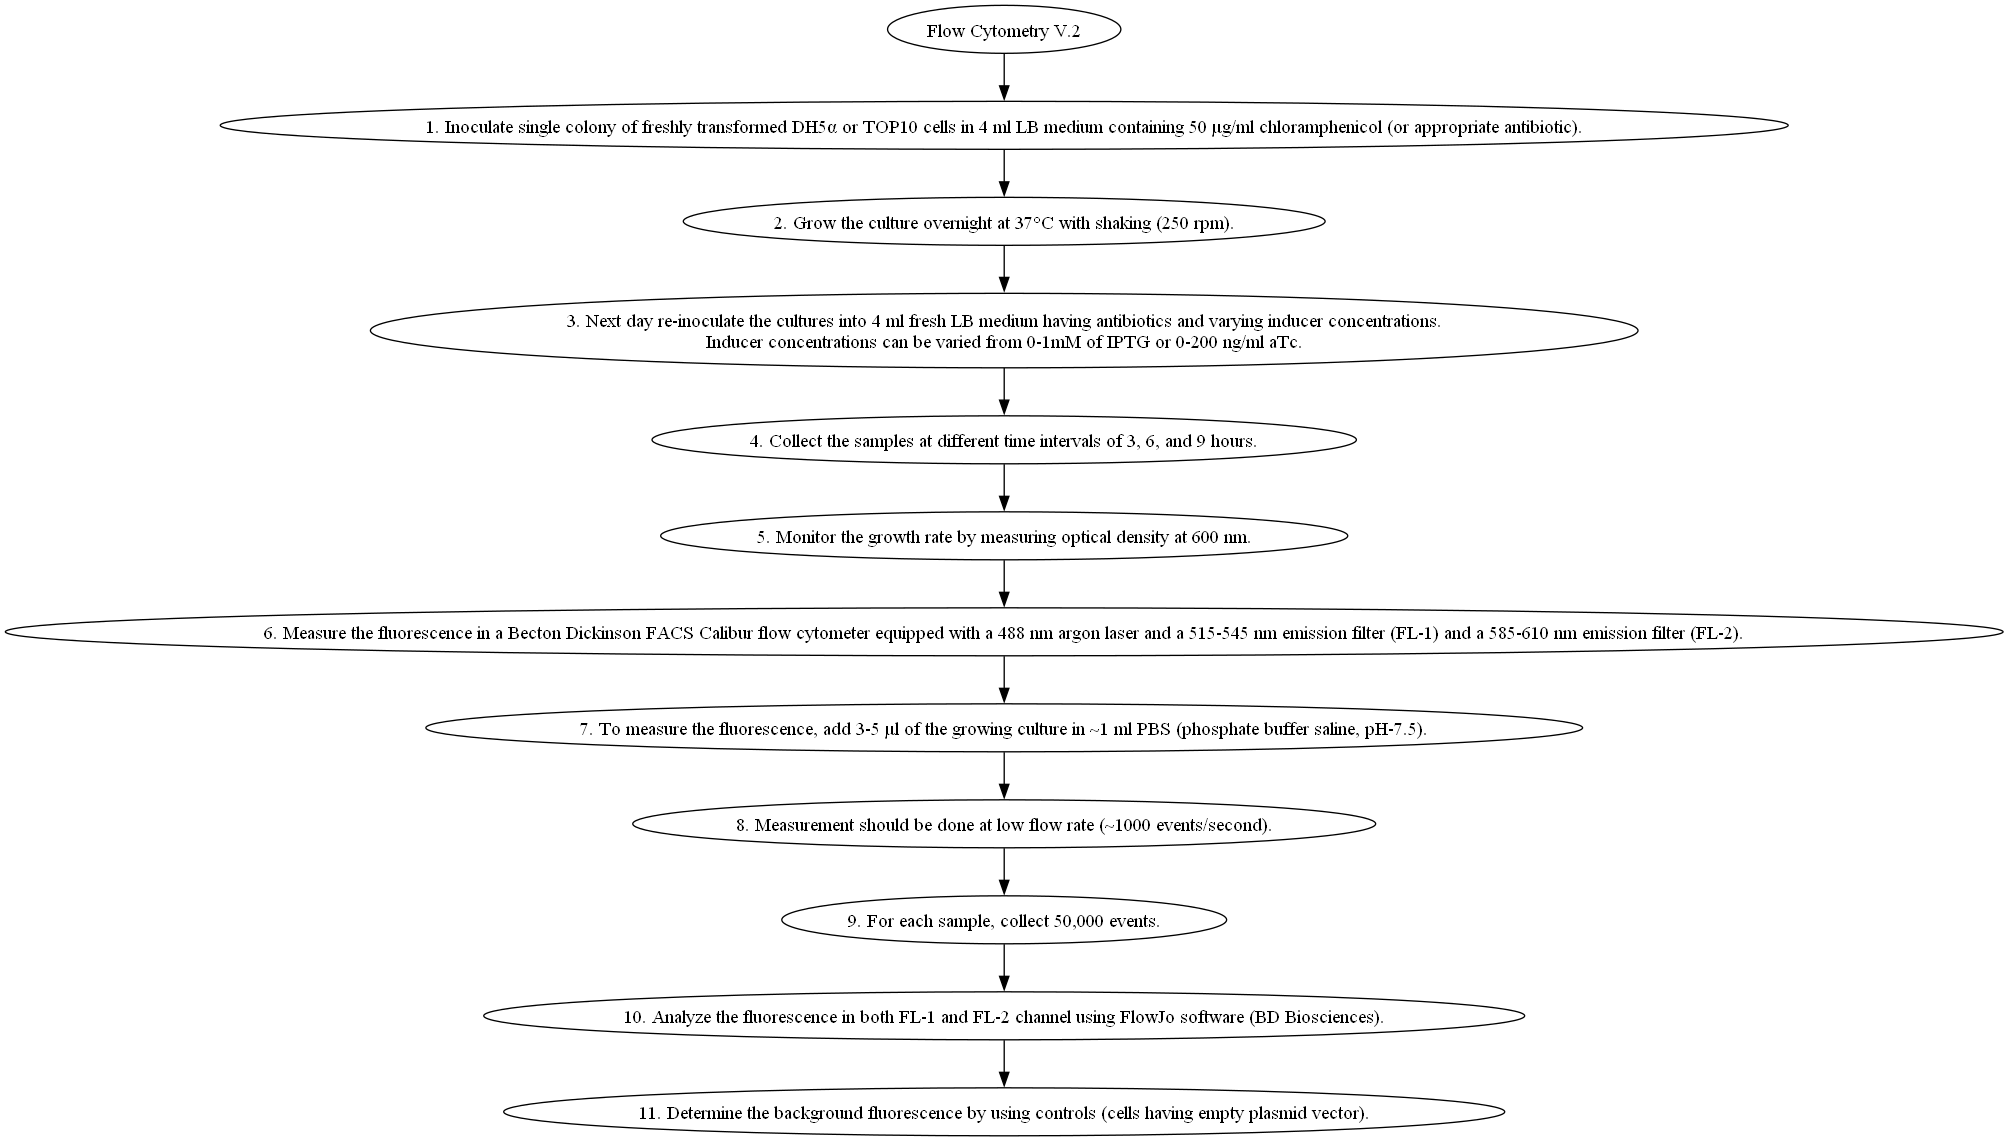 Flow Cytometry V.2
1. Inoculate single colony of freshly transformed DH5α or TOP10 cells in 4 ml LB medium containing 50 µg/ml chloramphenicol (or appropriate antibiotic).
2. Grow the culture overnight at 37°C with shaking (250 rpm).
3. Next day re-inoculate the cultures into 4 ml fresh LB medium having antibiotics and varying inducer concentrations.
Inducer concentrations can be varied from 0-1mM of IPTG or 0-200 ng/ml aTc.
4. Collect the samples at different time intervals of 3, 6, and 9 hours.
5. Monitor the growth rate by measuring optical density at 600 nm.
6. Measure the fluorescence in a Becton Dickinson FACS Calibur flow cytometer equipped with a 488 nm argon laser and a 515-545 nm emission filter (FL-1) and a 585-610 nm emission filter (FL-2).
7. To measure the fluorescence, add 3-5 µl of the growing culture in ~1 ml PBS (phosphate buffer saline, pH-7.5).
8. Measurement should be done at low flow rate (~1000 events/second).
9. For each sample, collect 50,000 events.
10. Analyze the fluorescence in both FL-1 and FL-2 channel using FlowJo software (BD Biosciences).
11. Determine the background fluorescence by using controls (cells having empty plasmid vector).